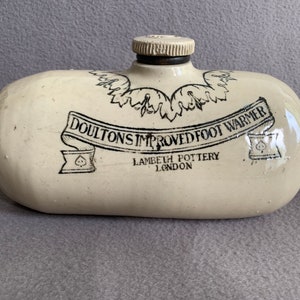 DOULTONS IMPROVED FOOT WARMER
LAMBETH POTTERY
LONDON